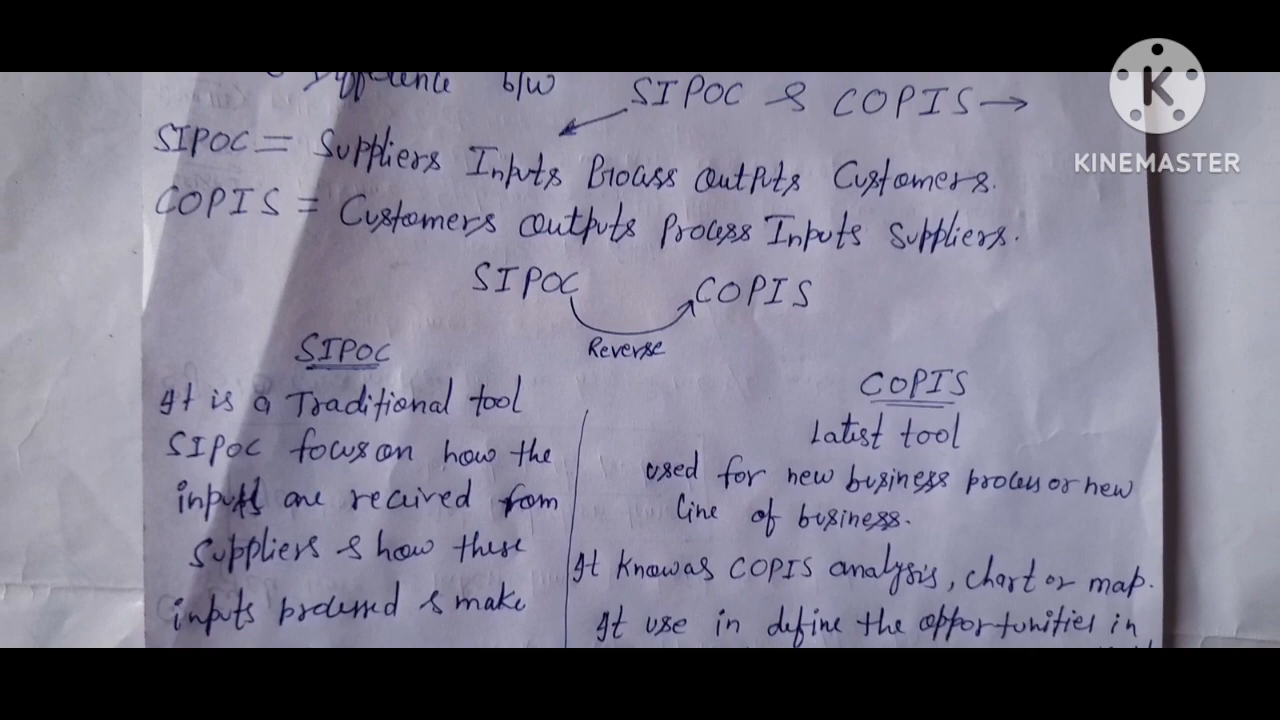 Difference b/w SIPOC & COPIS →
SIPOC = Suppliers Inputs Process Outputs Customers.
COPIS = Customers Outputs Process Inputs Suppliers.
SIPOC COPIS
Reverse
SIPOC
It is a Traditional tool
SIPOC focus on how the
inputs are recived from
Suppliers & how these
inputs & make
COPIS
Latest tool
used for new business process or new
line of business.
It Know as COPIS analysis, chart or map.
It use in define the opportunities in
K
KINEMASTER